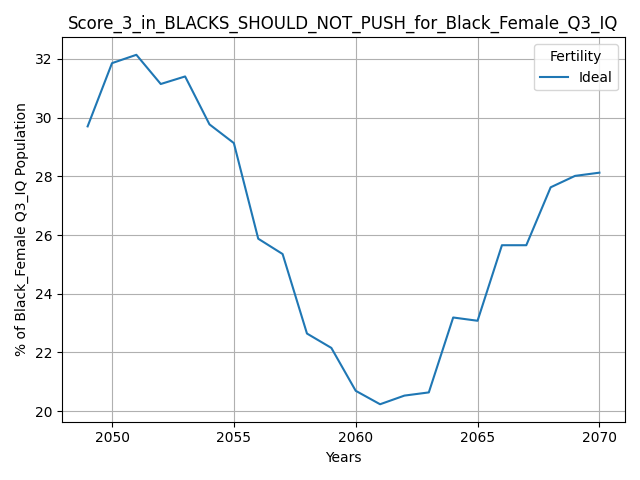 Score_3_in_BLACKS_SHOULD_NOT_PUSH_for_Black_Female_Q3_IQ
% of Black_Female Q3_IQ Population
32
30
28
26
24
22
20
Fertility
Ideal
2050 2055 2060 2065 2070
Years